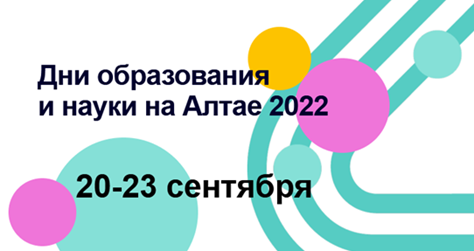 Дни образования
и науки на Алтае 2022
20-23 сентября